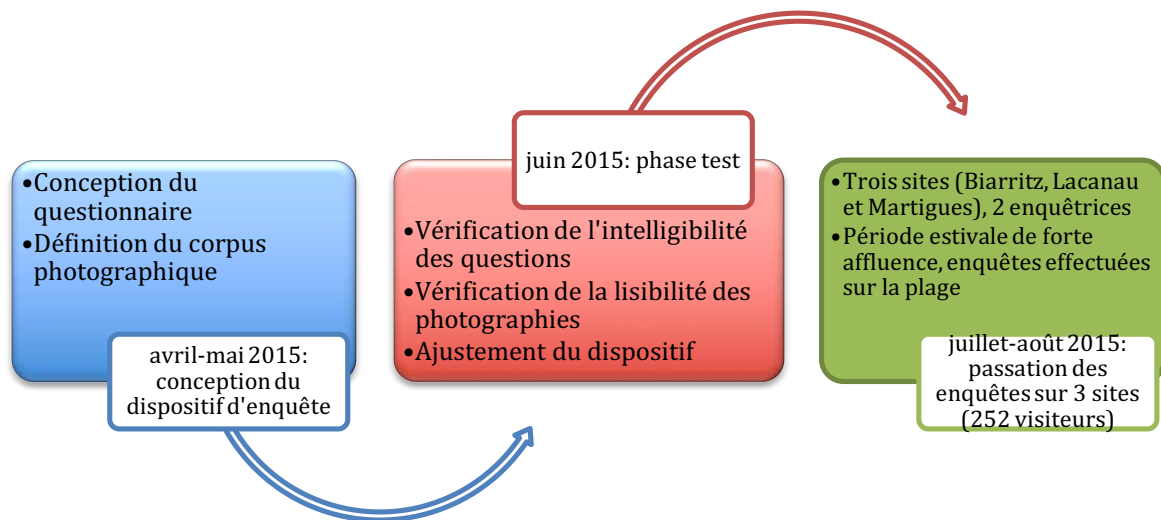 •Conception du
questionnaire
•Définition du corpus
photographique
avril-mai 2015:
conception du
dispositif d'enquête
juin 2015: phase test
•Vérification de l'intelligibilité
des questions
•Vérification de la lisibilité des
photographies
•Ajustement du dispositif
•Trois sites (Biarritz, Lacanau
et Martigues), 2 enquêtrices
•Période estivale de forte
affluence, enquêtes effectuées
sur la plage
juillet-août 2015:
passation des
enquêtes sur 3 sites
(252 visiteurs)